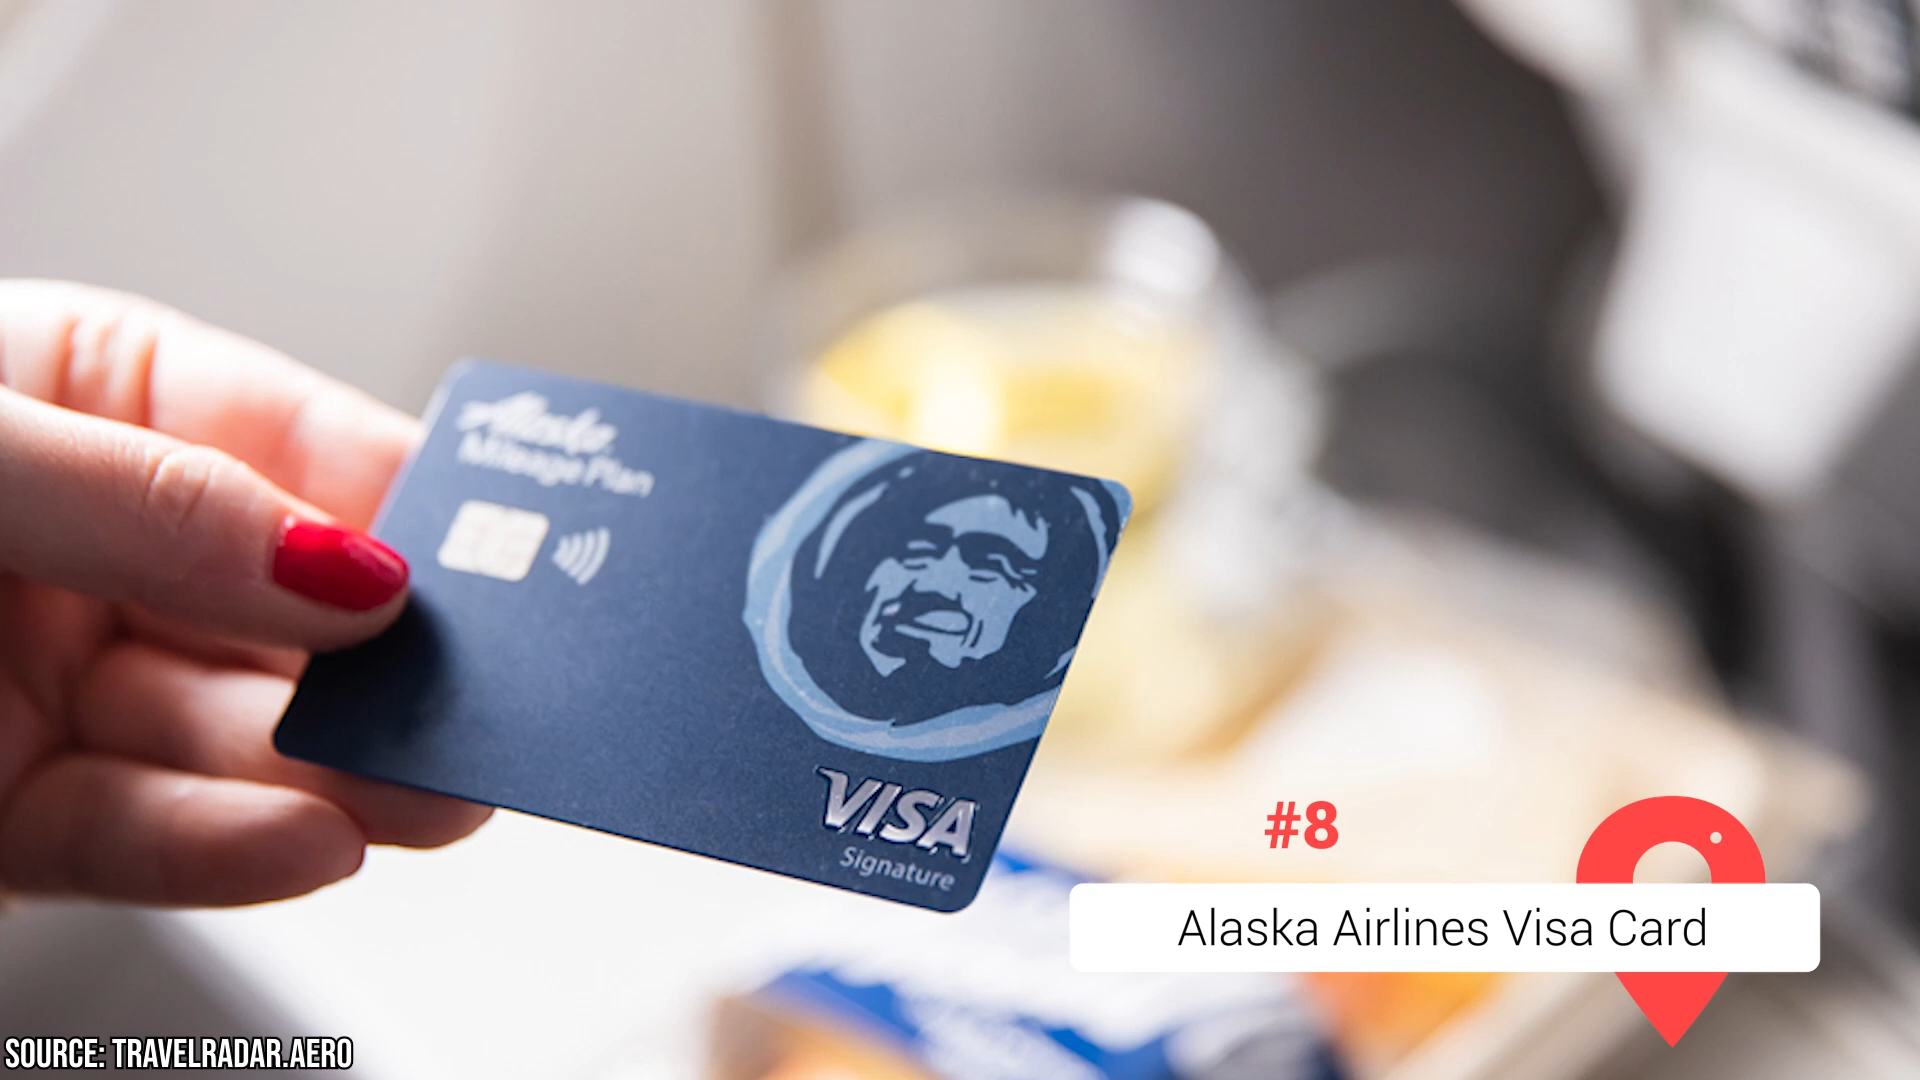 Alaska
Mileage Plan
VISA
Signature
#8
Alaska Airlines Visa Card
SOURCE: TRAVELRADAR.AERO